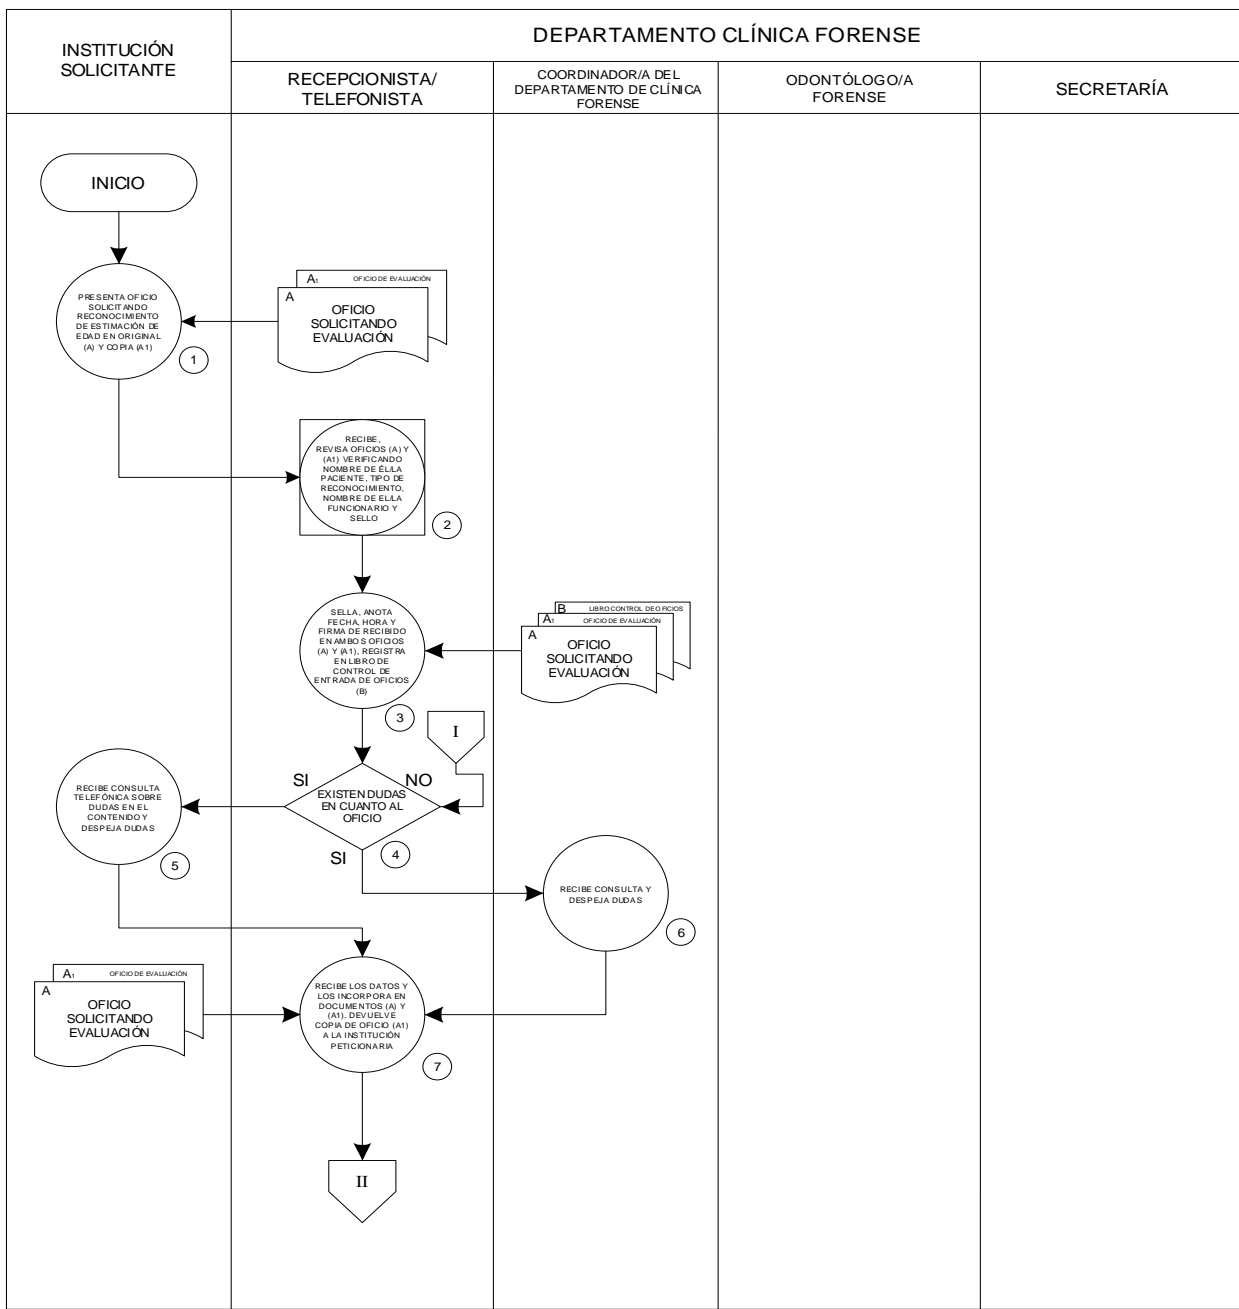 INSTITUCIÓN
SOLICITANTE
DEPARTAMENTO CLÍNICA FORENSE
RECEPCIONISTA/
TELEFONISTA
COORDINADOR/A DEL
DEPARTAMENTO DE CLÍNICA
FORENSE
ODONTÓLOGO/A
FORENSE
SECRETARÍA
INICIO
PRESENTA OFICIO
SOLICITANDO
RECONOCIMIENTO
DE ESTIMACIÓN DE
EDAD EN ORIGINAL
(A) Y COPIA (A1)
1
A1 OFICIO DE EVALUACIÓN
A
OFICIO
SOLICITANDO
EVALUACIÓN
RECIBE,
REVISA OFICIOS (A) Y
(A1) VERIFICANDO
NOMBRE DE ÉL/LA
PACIENTE, TIPO DE
RECONOCIMIENTO,
NOMBRE DE EL/LA
FUNCIONARIO Y
SELLO
2
SELLA, ANOTA
FECHA, HORA Y
FIRMA DE RECIBIDO
EN AMBOS OFICIOS
(A) Y (A1), REGISTRA
EN LIBRO DE
CONTROL DE
ENTRADA DE OFICIOS
(B)
3
B LIBRO CONTROL DE OFICIOS
A1 OFICIO DE EVALUACIÓN
A
OFICIO
SOLICITANDO
EVALUACIÓN
I
SI
NO
EXISTEN DUDAS
EN CUANTO AL
OFICIO
SI
4
RECIBE CONSULTA
TELEFÓNICA SOBRE
DUDAS EN EL
CONTENIDO Y
DESPEJA DUDAS
5
RECIBE CONSULTA Y
DESPEJA DUDAS
6
A1 OFICIO DE EVALUACIÓN
A
OFICIO
SOLICITANDO
EVALUACIÓN
RECIBE LOS DATOS Y
LOS INCORPORA EN
DOCUMENTOS (A) Y
(A1). DEVUELVE
COPIA DE OFICIO (A1)
A LA INSTITUCIÓN
PETICIONARIA
7
II